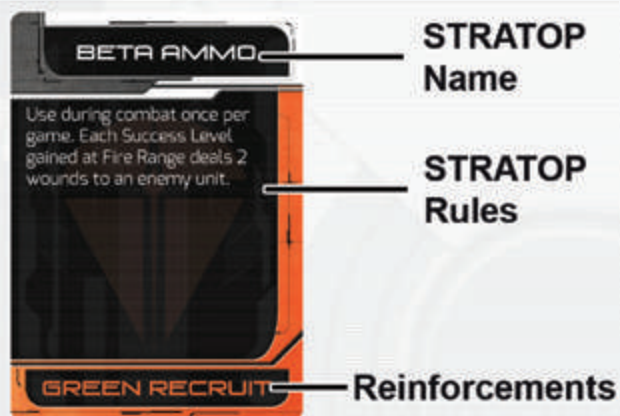 BETA AMMO
STRATOP
Name
Use during combat once per
game. Each Success Level
gained at Fire Range deals 2
wounds to an enemy unit.
STRATOP
Rules
GREEN RECRUIT
Reinforcements